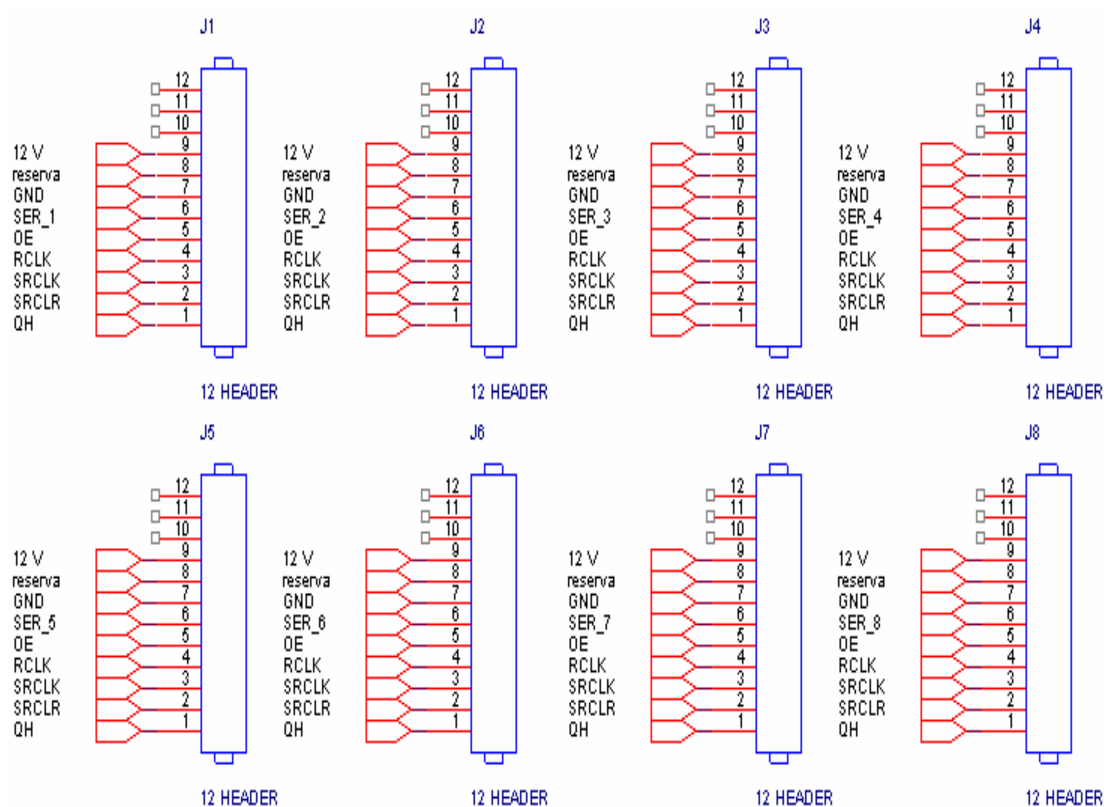 J1
12
11
10
9
8
7
6
5
4
3
2
1
12 V
reserva
GND
SER_1
OE
RCLK
SRCLK
SRCLR
QH
12 HEADER
J2
12
11
10
9
8
7
6
5
4
3
2
1
12 V
reserva
GND
SER_2
OE
RCLK
SRCLK
SRCLR
QH
12 HEADER
J3
12
11
10
9
8
7
6
5
4
3
2
1
12 V
reserva
GND
SER_3
OE
RCLK
SRCLK
SRCLR
QH
12 HEADER
J4
12
11
10
9
8
7
6
5
4
3
2
1
12 V
reserva
GND
SER_4
OE
RCLK
SRCLK
SRCLR
QH
12 HEADER
J5
12
11
10
9
8
7
6
5
4
3
2
1
12 V
reserva
GND
SER_5
OE
RCLK
SRCLK
SRCLR
QH
12 HEADER
J6
12
11
10
9
8
7
6
5
4
3
2
1
12 V
reserva
GND
SER_6
OE
RCLK
SRCLK
SRCLR
QH
12 HEADER
J7
12
11
10
9
8
7
6
5
4
3
2
1
12 V
reserva
GND
SER_7
OE
RCLK
SRCLK
SRCLR
QH
12 HEADER
J8
12
11
10
9
8
7
6
5
4
3
2
1
12 V
reserva
GND
SER_8
OE
RCLK
SRCLK
SRCLR
QH
12 HEADER